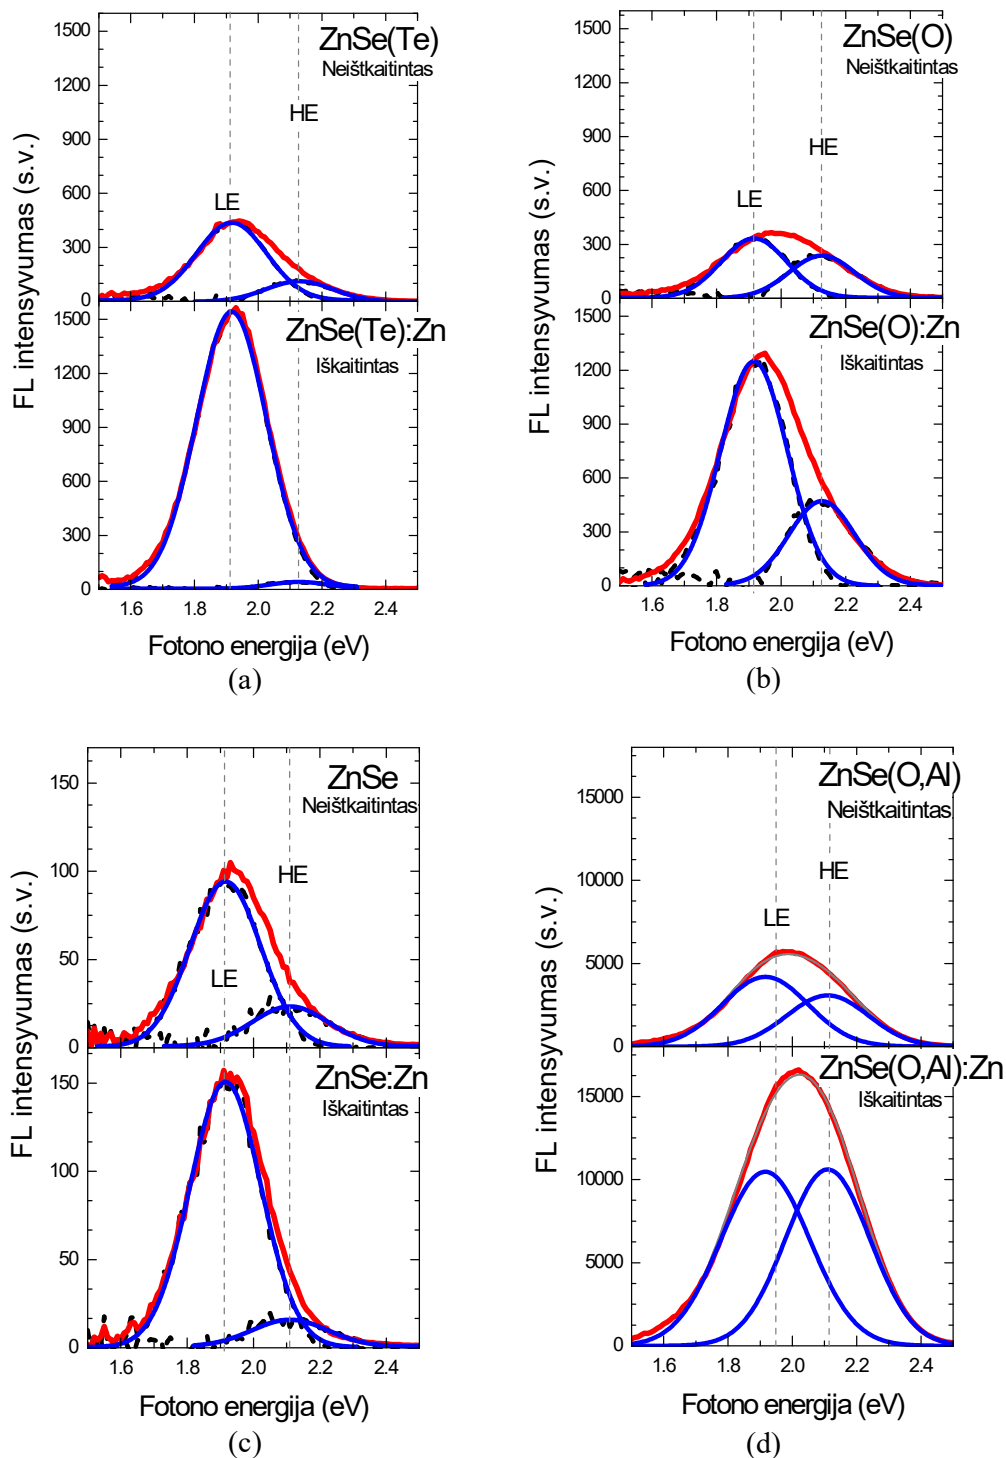 ZnSe(Te)
Neištkaitintas
HE
LE
1500
1200
900
600
300
0
ZnSe(Te):Zn
Iškaitintas
1500
1200
900
600
300
0
1.6 1.8 2.0 2.2 2.4
FL intensyvumas (s.v.)
Fotono energija (eV)
(a)
ZnSe(O)
Neištkaitintas
HE
LE
1500
1200
900
600
300
0
ZnSe(O):Zn
Iškaitintas
1500
1200
900
600
300
0
1.6 1.8 2.0 2.2 2.4
FL intensyvumas (s.v.)
Fotono energija (eV)
(b)
ZnSe
Neištkaitintas
HE
LE
150
100
50
0
ZnSe:Zn
Iškaitintas
150
100
50
0
1.6 1.8 2.0 2.2 2.4
FL intensyvumas (s.v.)
Fotono energija (eV)
(c)
ZnSe(O,Al)
Neištkaitintas
HE
LE
15000
10000
5000
0
ZnSe(O,Al):Zn
Iškaitintas
15000
10000
5000
0
1.6 1.8 2.0 2.2 2.4
FL intensyvumas (s.v.)
Fotono energija (eV)
(d)